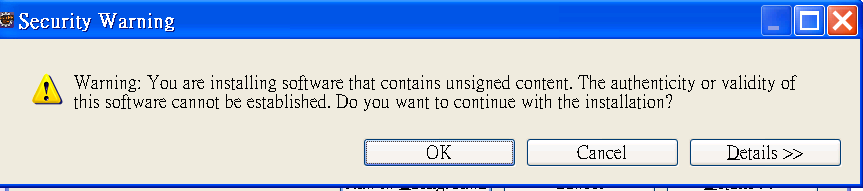 Security Warning
Warning: You are installing software that contains unsigned content. The authenticity or validity of
this software cannot be established. Do you want to continue with the installation?
OK Cancel Details >>